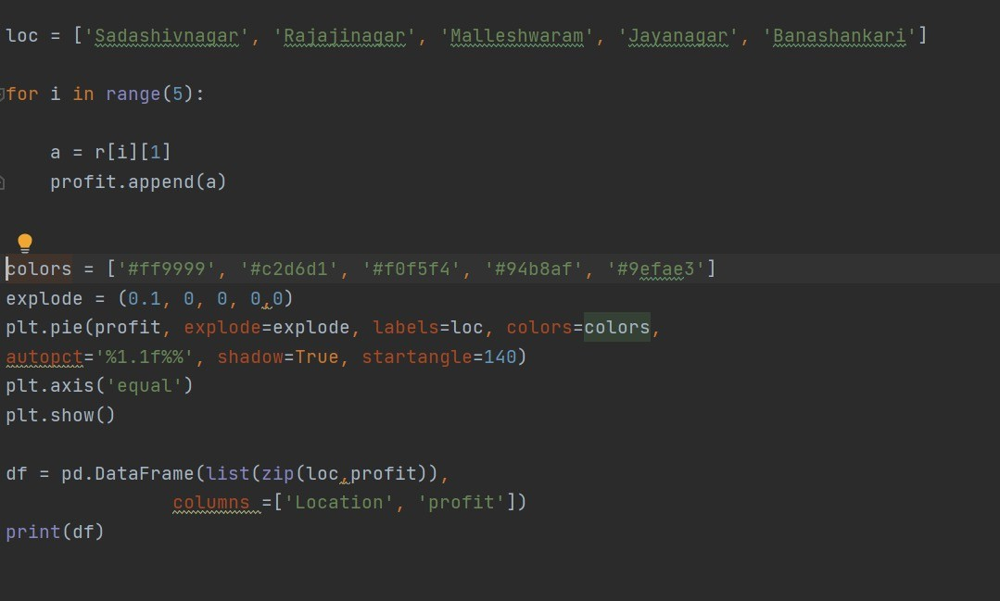 loc = ['Sadashivnagar', 'Rajajinagar', 'Malleshwaram', 'Jayanagar', 'Banashankari']
for i in range(5):
    a = r[i][1]
    profit.append(a)
colors = ['#ff9999', '#c2d6d1', '#f0f5f4', '#94b8af', '#9efae3']
explode = (0.1, 0, 0, 0,0)
plt.pie(profit, explode=explode, labels=loc, colors=colors,
autopct='%1.1f%%', shadow=True, startangle=140)
plt.axis('equal')
plt.show()
df = pd.DataFrame(list(zip(loc,profit)),
               columns =['Location', 'profit'])
print(df)